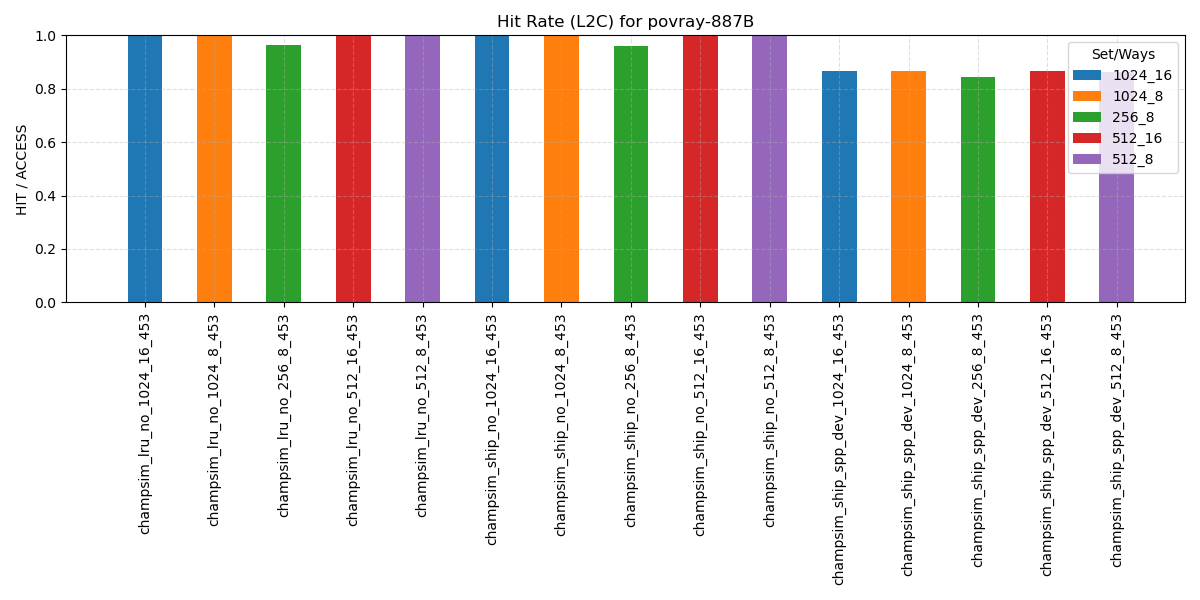 Hit Rate (L2C) for povray-887B
HIT / ACCESS
1.0
0.8
0.6
0.4
0.2
0.0
Set/Ways
1024_16
1024_8
256_8
512_16
512_8
champsim_lru_no_1024_16_453
champsim_lru_no_1024_8_453
champsim_lru_no_256_8_453
champsim_lru_no_512_16_453
champsim_lru_no_512_8_453
champsim_ship_no_1024_16_453
champsim_ship_no_1024_8_453
champsim_ship_no_256_8_453
champsim_ship_no_512_16_453
champsim_ship_no_512_8_453
champsim_ship_spp_dev_1024_16_453
champsim_ship_spp_dev_1024_8_453
champsim_ship_spp_dev_256_8_453
champsim_ship_spp_dev_512_16_453
champsim_ship_spp_dev_512_8_453